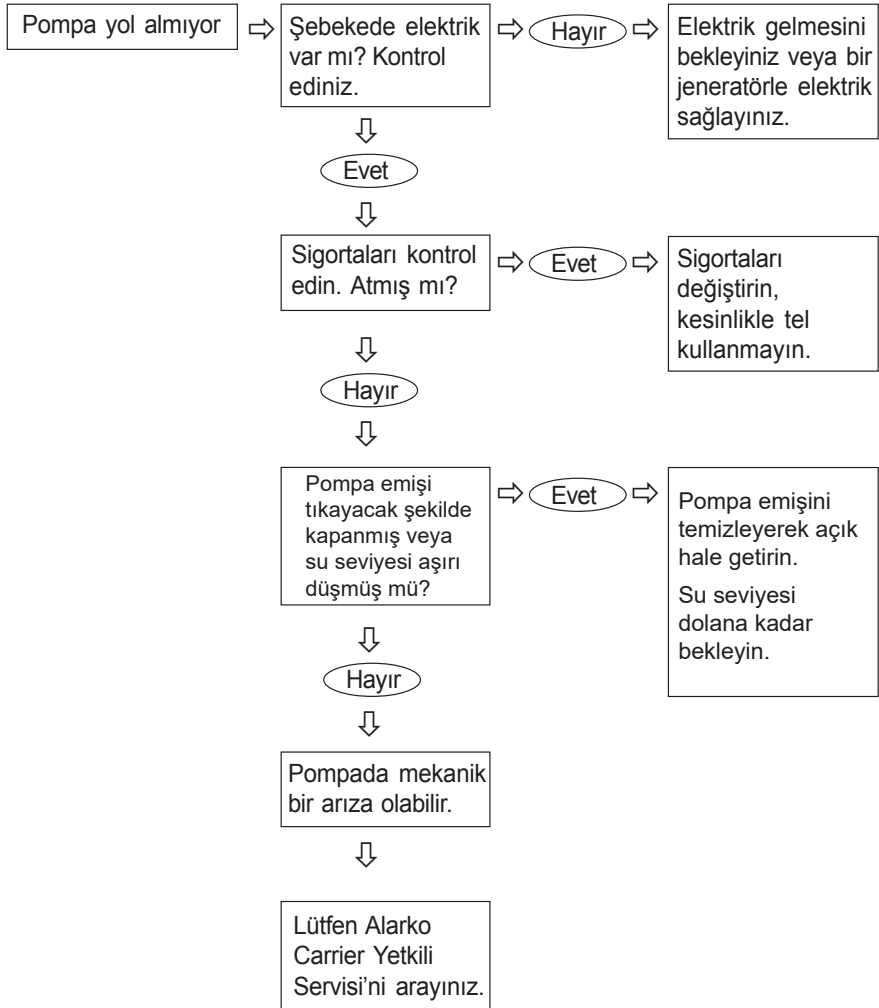 Pompa yol almıyor
Şebekede elektrik
var mı? Kontrol
ediniz.
Hayır
Elektrik gelmesini
bekleyiniz veya bir
jeneratörle elektrik
sağlayınız.
Evet
Sigortaları kontrol
edin. Atmış mı?
Evet
Sigortaları
değiştirin,
kesinlikle tel
kullanmayın.
Hayır
Pompa emişi
tıkayacak şekilde
kapanmış veya
su seviyesi aşırı
düşmüş mü?
Evet
Pompa emişini
temizleyerek açık
hale getirin.
Su seviyesi
dolana kadar
bekleyin.
Hayır
Pompada mekanik
bir arıza olabilir.
Lütfen Alarko
Carrier Yetkili
Servisi’ni arayınız.